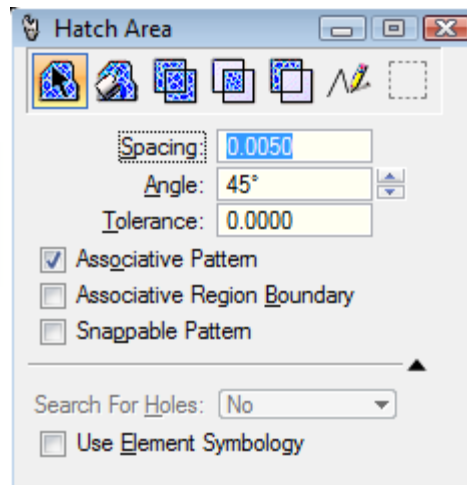 Hatch Area
Spacing: 0.0050
Angle: 45°
Tolerance: 0.0000
Associative Pattern
Associative Region Boundary
Snappable Pattern
Search For Holes: No
Use Element Symbology